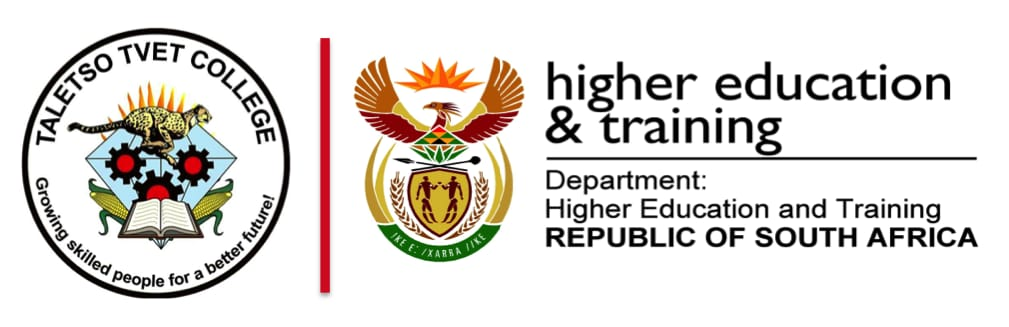 TALETSO TVET COLLEGE
Growing skilled people for a better future!
!KE E: /XARRA //KE
higher education
& training
Department:
Higher Education and Training
REPUBLIC OF SOUTH AFRICA